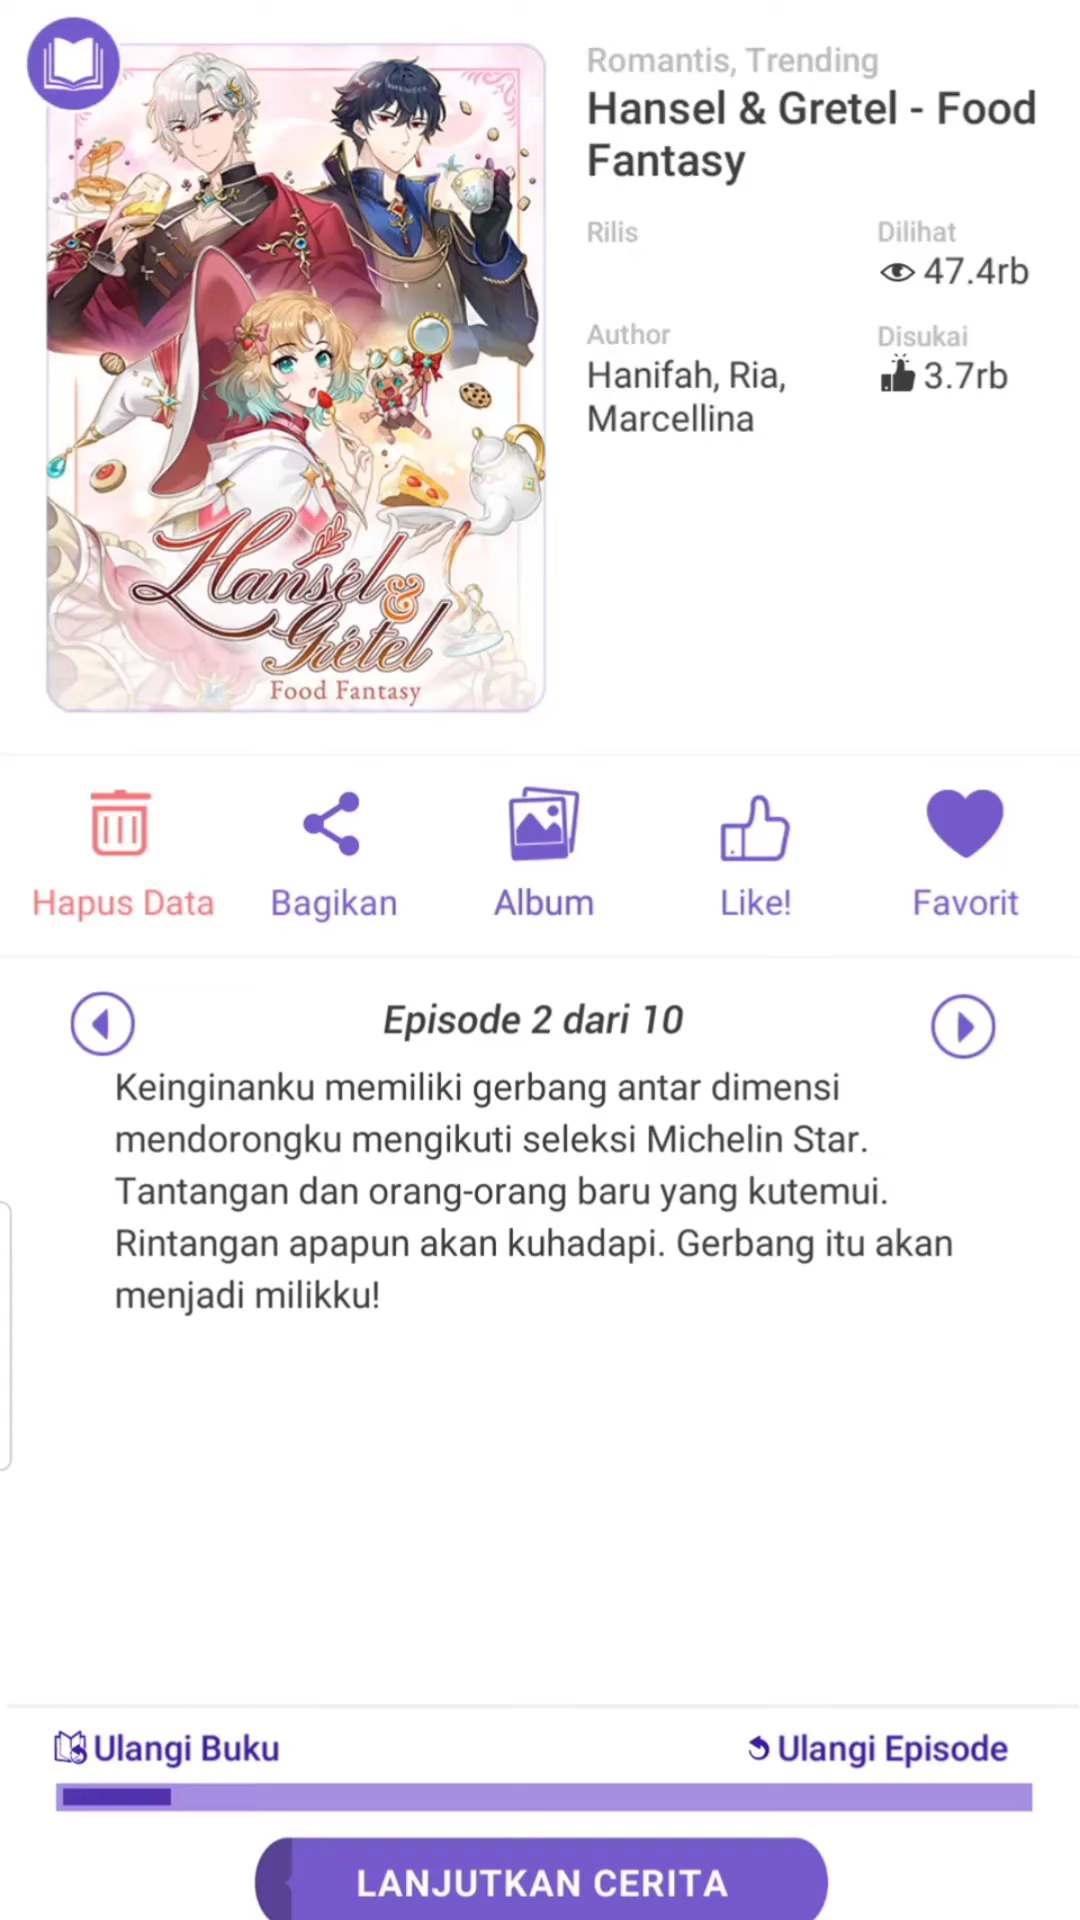 Romantis, Trending
Hansel & Gretel - Food
Fantasy
Rilis
Dilihat
47.4rb
Author
Disukai
Hanifah, Ria,
3.7rb
Marcellina
Hansel
&
Gretel
Food Fantasy
Hapus Data
Bagikan
Album
Like!
Favorit
Episode 2 dari 10
Keinginanku memiliki gerbang antar dimensi
mendorongku mengikuti seleksi Michelin Star.
Tantangan dan orang-orang baru yang kutemui.
Rintangan apapun akan kuhadapi. Gerbang itu akan
menjadi milikku!
Ulangi Buku
Ulangi Episode
LANJUTKAN CERITA